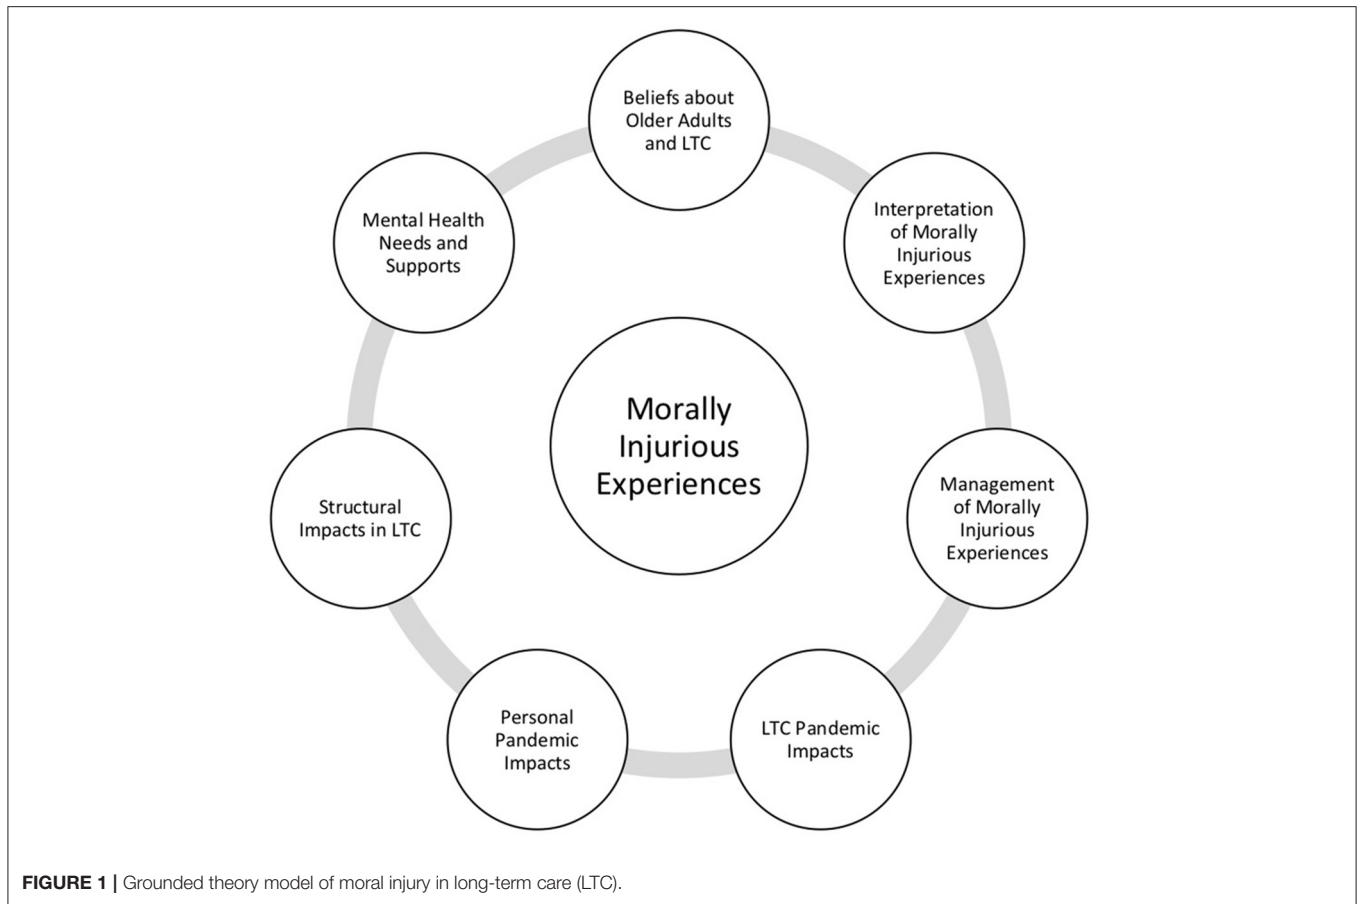 Beliefs about
Older Adults
and LTC
Interpretation
of Morally
Injurious
Experiences
Management
of Morally
Injurious
Experiences
LTC Pandemic
Impacts
Personal
Pandemic
Impacts
Structural
Impacts in LTC
Mental Health
Needs and
Supports
Morally
Injurious
Experiences
FIGURE 1 | Grounded theory model of moral injury in long-term care (LTC).